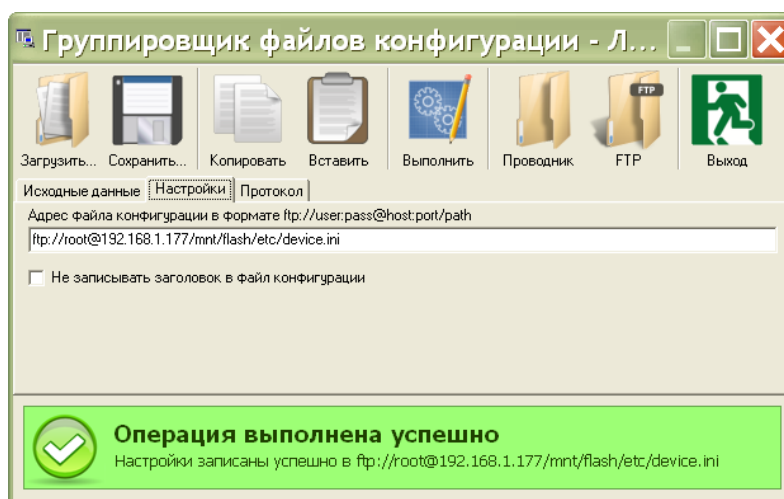 Группировщик файлов конфигурации - Л...
Загрузить... Сохранить... Копировать Вставить Выполнить Проводник FTP FTP Выход
Исходные данные Настройки Протокол
Адрес файла конфигурации в формате ftp://user:pass@host:port/path
ftp://root@192.168.1.177/mnt/flash/etc/device.ini
Не записывать заголовок в файл конфигурации
Операция выполнена успешно
Настройки записаны успешно в ftp://root@192.168.1.177/mnt/flash/etc/device.ini